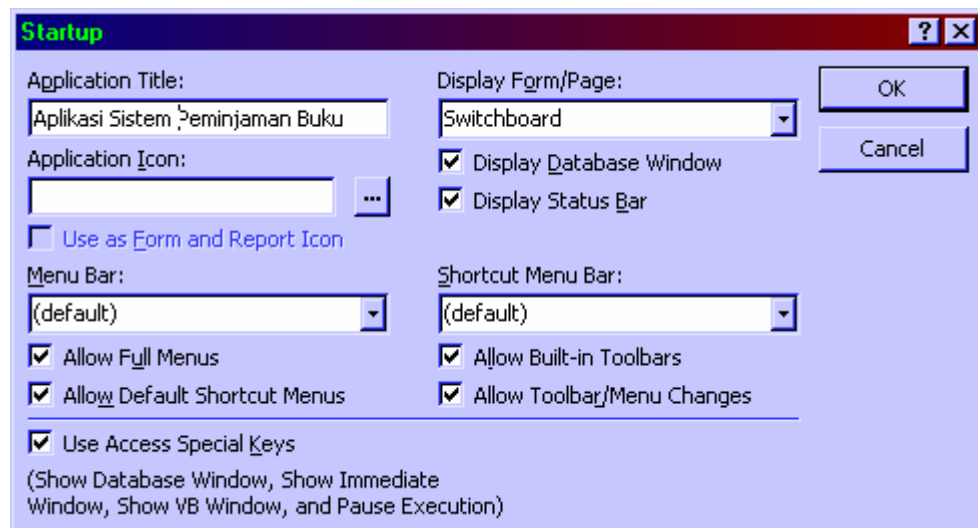 Startup
Application Title:
Aplikasi Sistem Peminjaman Buku
Application Icon:
...
Use as Form and Report Icon
Menu Bar:
(default)
Allow Full Menus
Allow Default Shortcut Menus
Display Form/Page:
Switchboard
Display Database Window
Display Status Bar
Shortcut Menu Bar:
(default)
Allow Built-in Toolbars
Allow Toolbar/Menu Changes
Use Access Special Keys
(Show Database Window, Show Immediate
Window, Show VB Window, and Pause Execution)
OK
Cancel